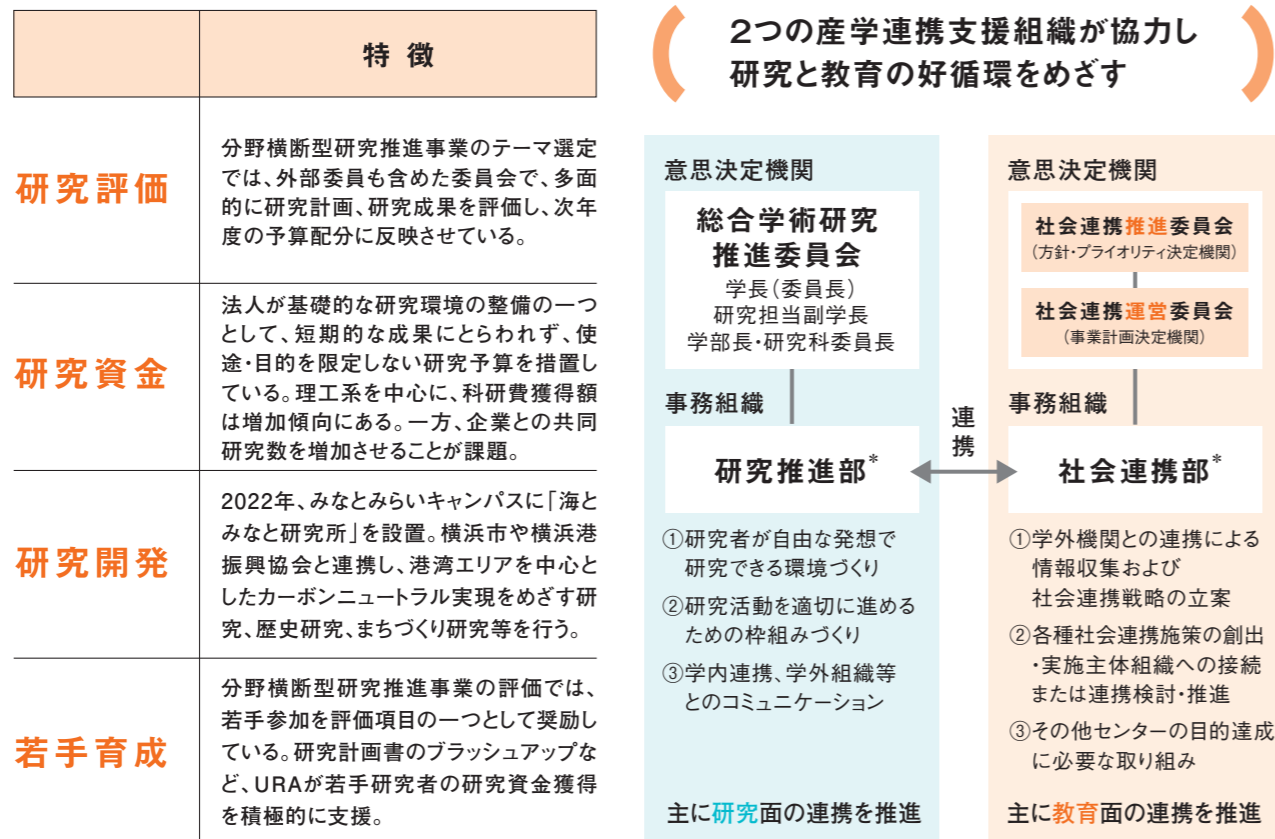 特 徴
研究評価
分野横断型研究推進事業のテーマ選定
では、外部委員も含めた委員会で、多面
的に研究計画、研究成果を評価し、次年
度の予算配分に反映させている。
研究資金
法人が基礎的な研究環境の整備の一つ
として、短期的な成果にとらわれず、使
途・目的を限定しない研究予算を措置し
ている。理工系を中心に、科研費獲得額
は増加傾向にある。一方、企業との共同
研究数を増加させることが課題。
研究開発
2022年、みなとみらいキャンパスに「海と
みなと研究所」を設置。横浜市や横浜港
振興協会と連携し、港湾エリアを中心と
したカーボンニュートラル実現をめざす研
究、歴史研究、まちづくり研究等を行う。
若手育成
分野横断型研究推進事業の評価では、
若手参加を評価項目の一つとして奨励し
ている。研究計画書のブラッシュアップな
ど、URAが若手研究者の研究資金獲得
を積極的に支援。
2つの産学連携支援組織が協力し
研究と教育の好循環をめざす
意思決定機関
総合学術研究
推進委員会
学長（委員長）
研究担当副学長
学部長・研究科委員長
事務組織
研究推進部*
①研究者が自由な発想で
研究できる環境づくり
②研究活動を適切に進める
ための枠組みづくり
③学内連携、学外組織等
とのコミュニケーション
主に研究面の連携を推進
連携
意思決定機関
社会連携推進委員会
（方針・プライオリティ決定機関）
社会連携運営委員会
（事業計画決定機関）
事務組織
社会連携部*
①学外機関との連携による
情報収集および
社会連携戦略の立案
②各種社会連携施策の創出
・実施主体組織への接続
または連携検討・推進
③その他センターの目的達成
に必要な取り組み
主に教育面の連携を推進